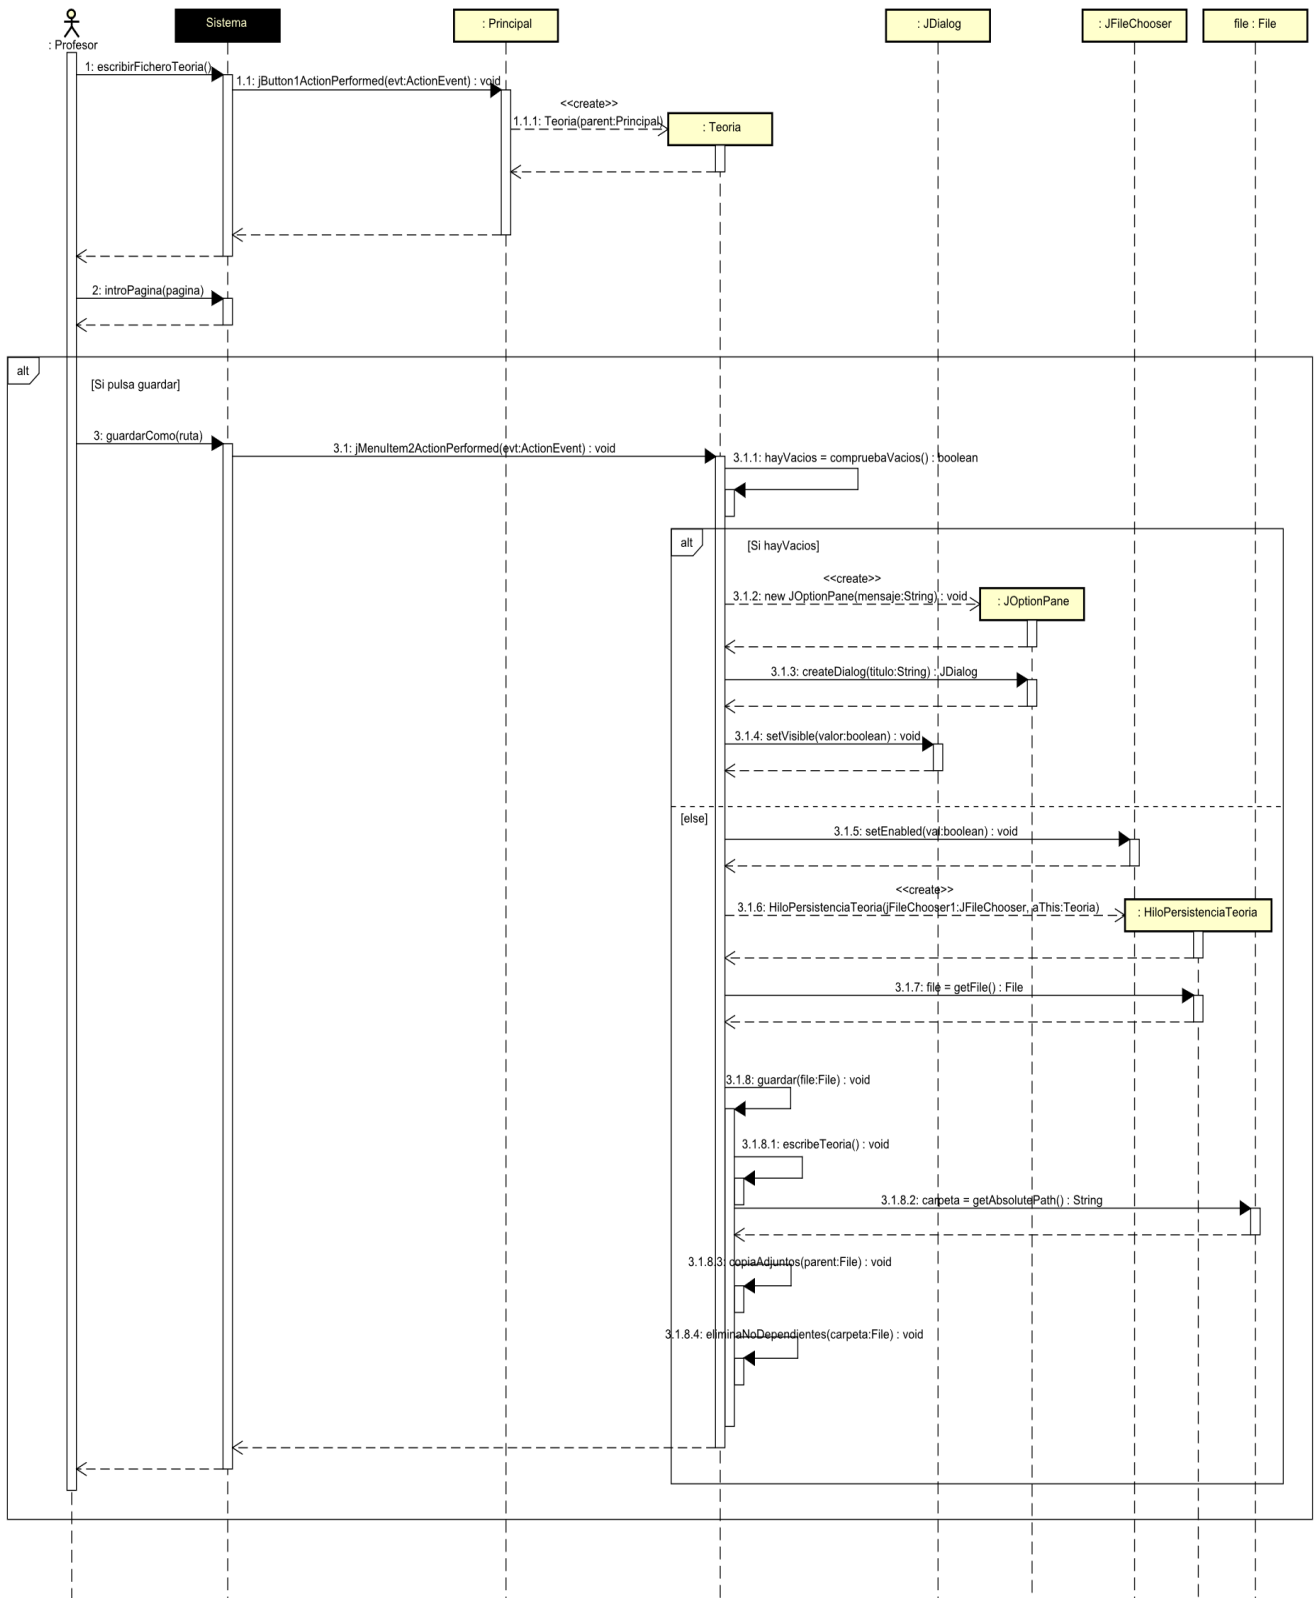 Sistema
: Principal
: JDialog
: JFileChooser
file : File
: Profesor
1: escribirFicheroTeoria()
1.1: jButton1ActionPerformed(evt:ActionEvent) : void
<<create>>
1.1.1: Teoria(parent:Principal)
: Teoria
2: introPagina(pagina)
alt
[Si pulsa guardar]
3: guardarComo(ruta)
3.1: jMenuItem2ActionPerformed(evt:ActionEvent) : void
3.1.1: hayVacios = compruebaVacios() : boolean
alt
[Si hayVacios]
<<create>>
3.1.2: new JOptionPane(mensaje:String) : void
: JOptionPane
3.1.3: createDialog(titulo:String) : JDialog
3.1.4: setVisible(valor:boolean) : void
[else]
3.1.5: setEnabled(val:boolean) : void
<<create>>
3.1.6: HiloPersistenciaTeoria(jFileChooser1:JFileChooser, aThis:Teoria)
: HiloPersistenciaTeoria
3.1.7: file = getFile() : File
3.1.8: guardar(file:File) : void
3.1.8.1: escribeTeoria() : void
3.1.8.2: carpeta = getAbsolutePath() : String
3.1.8.3: copiaAdjuntos(parent:File) : void
3.1.8.4: eliminaNoDependientes(carpeta:File) : void